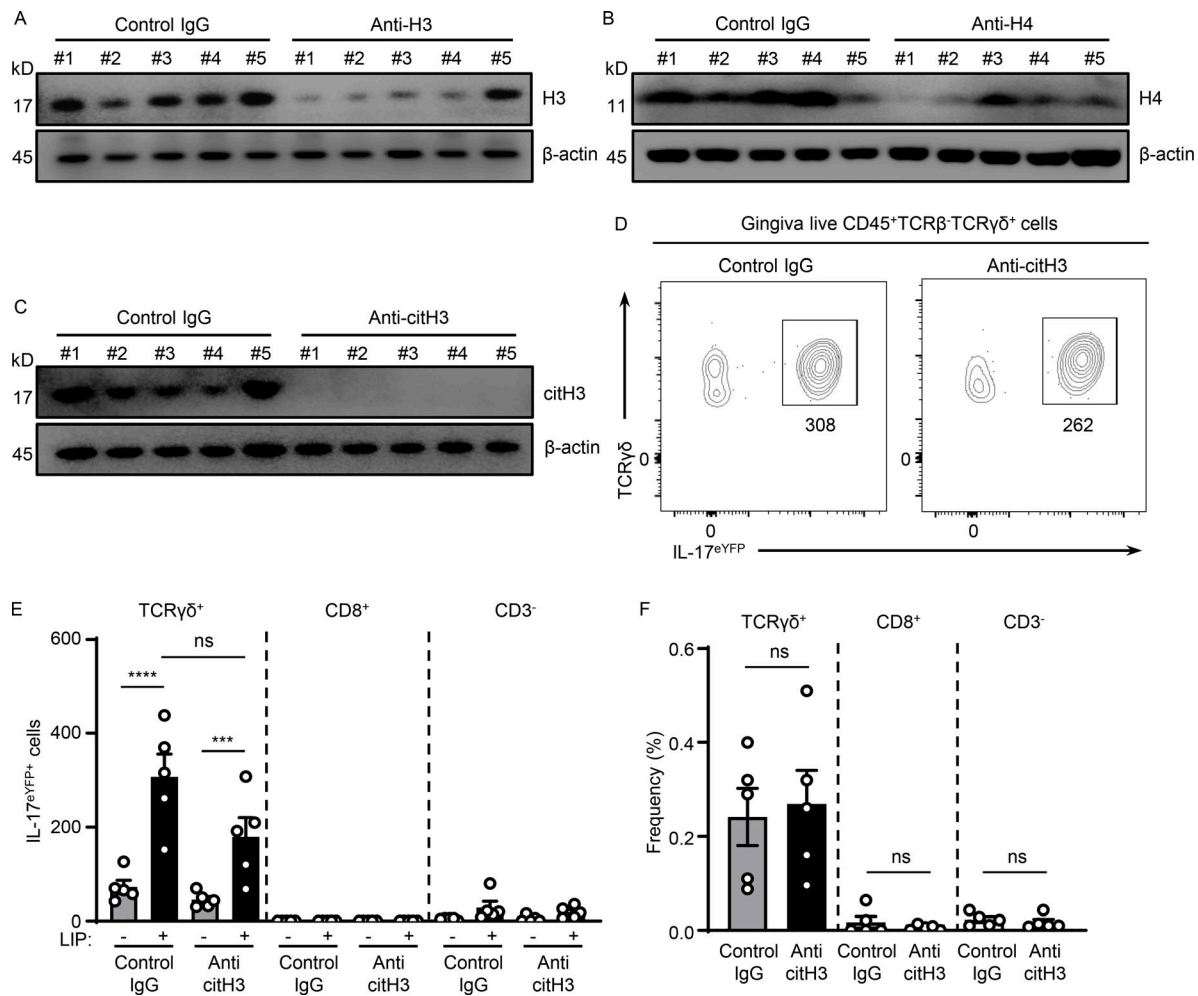 A
Control IgG Anti-H3
#1 #2 #3 #4 #5 #1 #2 #3 #4 #5
kD
17 H3
45 β-actin
B
Control IgG Anti-H4
#1 #2 #3 #4 #5 #1 #2 #3 #4 #5
kD
11 H4
45 β-actin
C
Control IgG Anti-citH3
#1 #2 #3 #4 #5 #1 #2 #3 #4 #5
kD
17 citH3
45 β-actin
D
Gingiva live CD45⁺TCRβ⁻TCRγδ⁺ cells
Control IgG Anti-citH3
308 262
TCRγδ
0 0
0 0
IL-17eYFP
E
TCRγδ⁺ CD8⁺ CD3⁻
IL-17eYFP+ cells
600
400
200
0
ns
**** ***
LIP: - + - + - + - + - + - +
Control Anti Control Anti Control Anti
IgG citH3 IgG citH3 IgG citH3
F
TCRγδ⁺ CD8⁺ CD3⁻
Frequency (%)
0.6
0.4
0.2
0.0
ns ns ns
Control Anti Control Anti Control Anti
IgG citH3 IgG citH3 IgG citH3